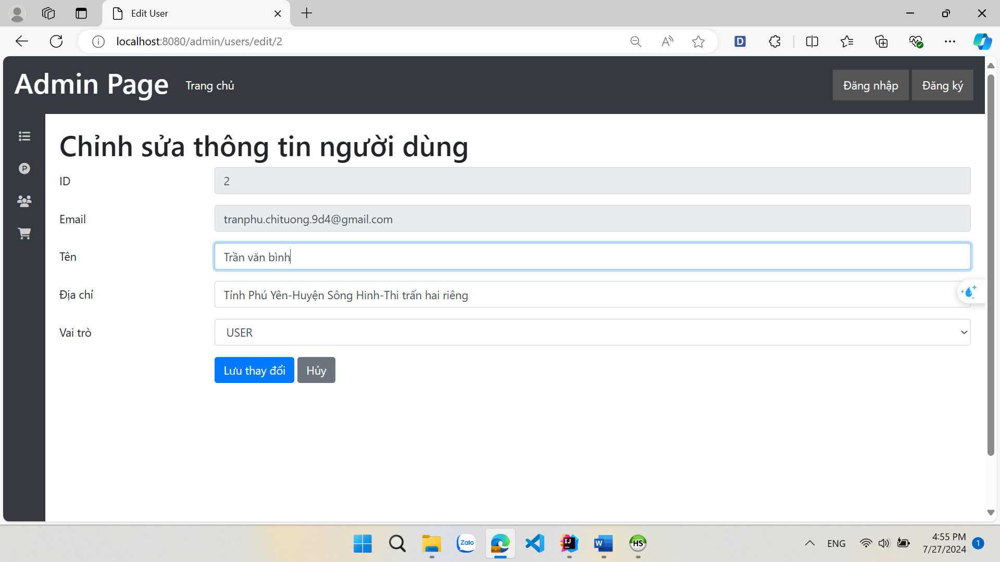 Edit User
localhost:8080/admin/users/edit/2
D
Admin Page
Trang chủ
Đăng nhập
Đăng ký
Chỉnh sửa thông tin người dùng
P
ID
2
Email
tranphu.chituong.9d4@gmail.com
Tên
Trần văn bình
Địa chỉ
Tỉnh Phú Yên-Huyện Sông Hinh-Thi trấn hai riêng
Vai trò
USER
Lưu thay đổi
Hủy
Zalo
IJ
W
HS
ENG
4:55 PM
7/27/2024
1